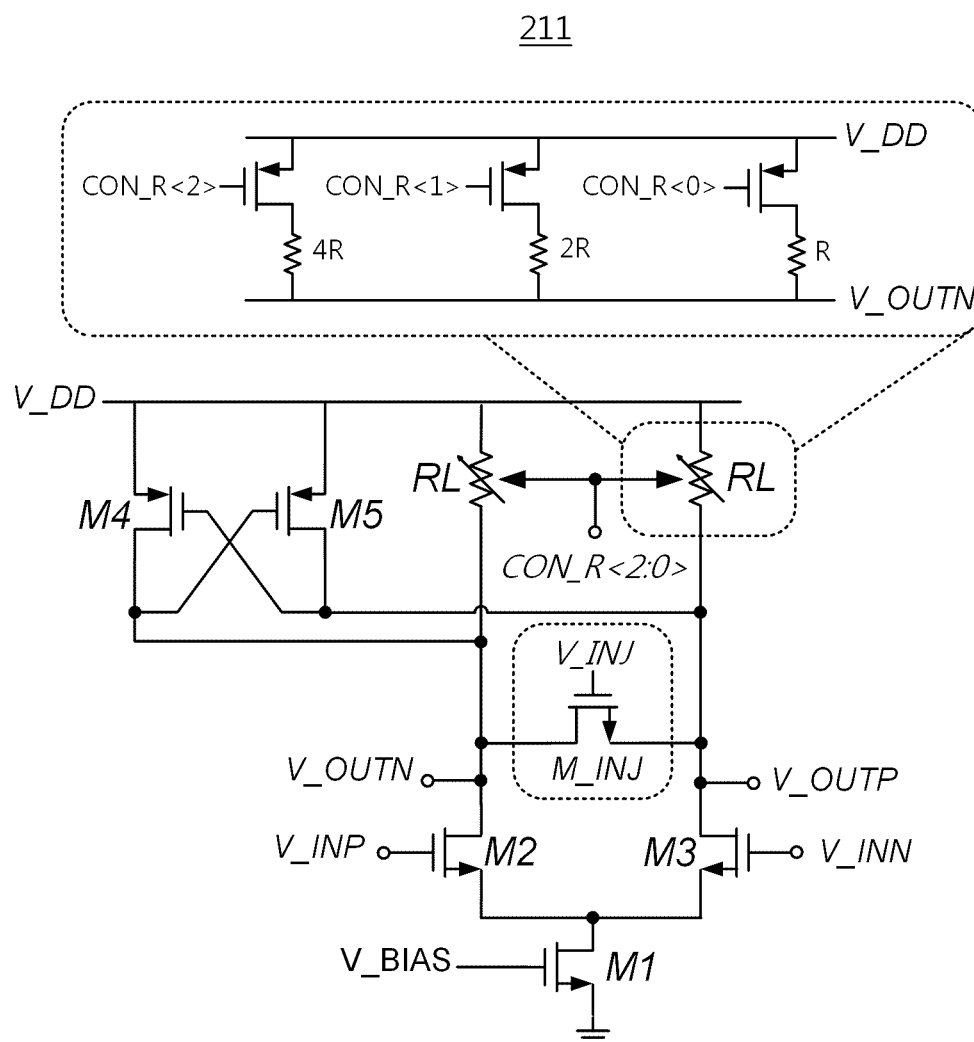 211
V_DD
CON_R<2>
CON_R<1>
CON_R<0>
4R
2R
R
V_OUTN
V_DD
M4
M5
RL
RL
CON_R<2:0>
V_INJ
M_INJ
V_OUTN
V_OUTP
V_INP
M2
M3
V_INN
V_BIAS
M1